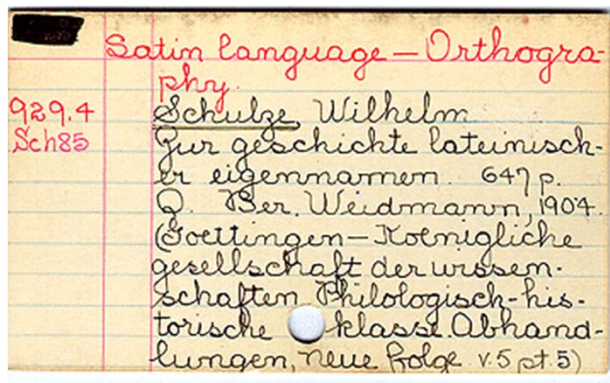 Latin language — Orthogra-
phy.
929.4 Schulze, Wilhelm
Sch85 Zur geschichte lateinisch-
er eigennamen. 647 p.
Q. Ber. Weidmann, 1904.
(Goettingen — Koenigliche
gesellschaft der wissen-
schaften Philologisch-his-
torische klasse. Abhand-
lungen, neue folge v.5 pt.5)